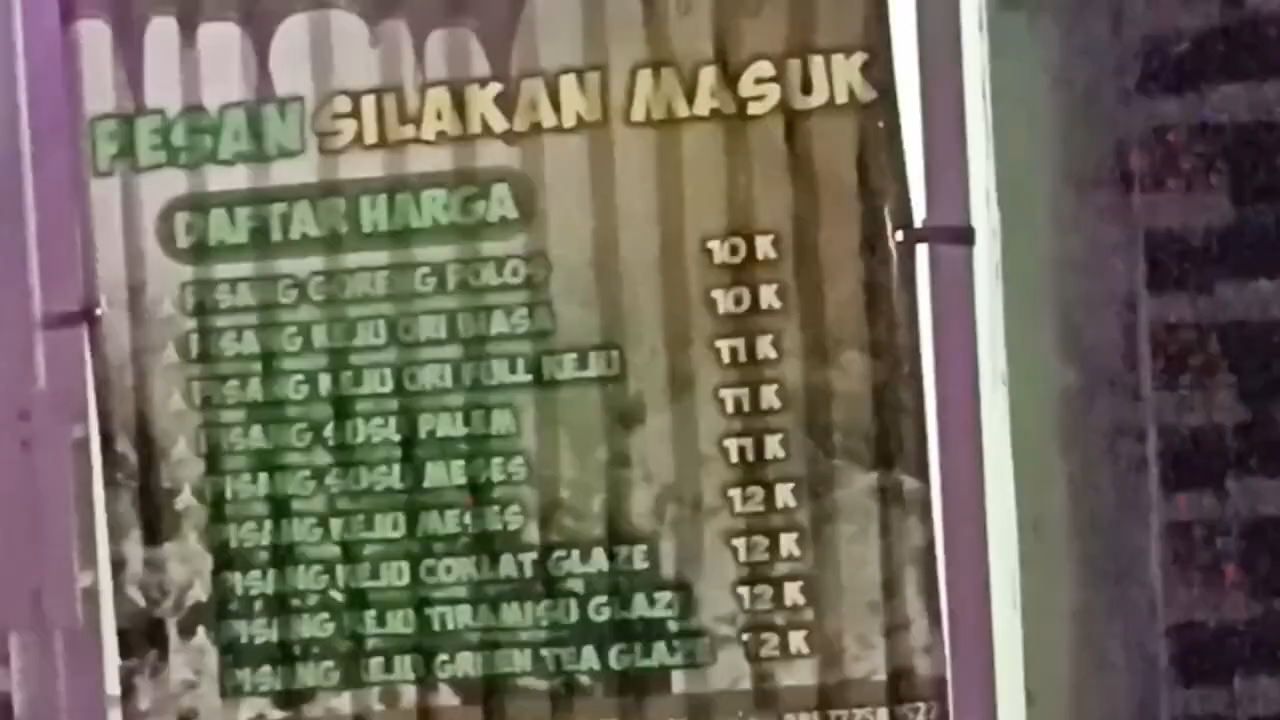 PESAN SILAKAN MASUK
DAFTAR HARGA
PISANG GORENG POLOS 10 K
PISANG KEJU ORI BIASA 10 K
PISANG KEJU ORI FULL KEJU 11 K
PISANG SUSU PALEM 11 K
PISANG SUSU MESES 11 K
PISANG KEJU MESES 12 K
PISANG KEJU COKLAT GLAZE 12 K
PISANG KEJU TIRAMISU GLAZE 12 K
PISANG KEJU GREEN TEA GLAZE 12 K